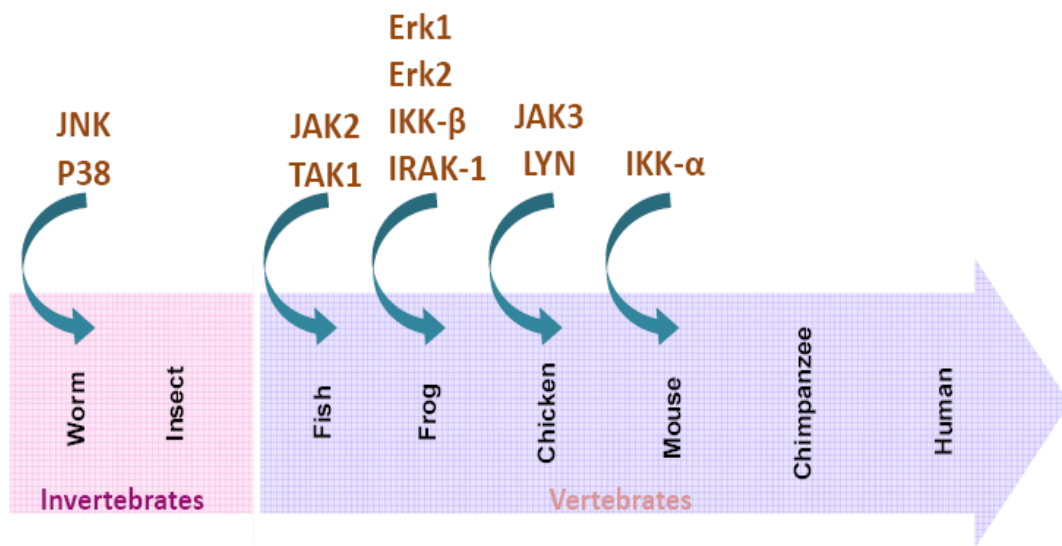 Erk1
Erk2
IKK-β
IRAK-1
JNK
P38
JAK2
TAK1
JAK3
LYN
IKK-α
Worm
Insect
Fish
Frog
Chicken
Mouse
Chimpanzee
Human
Invertebrates
Vertebrates